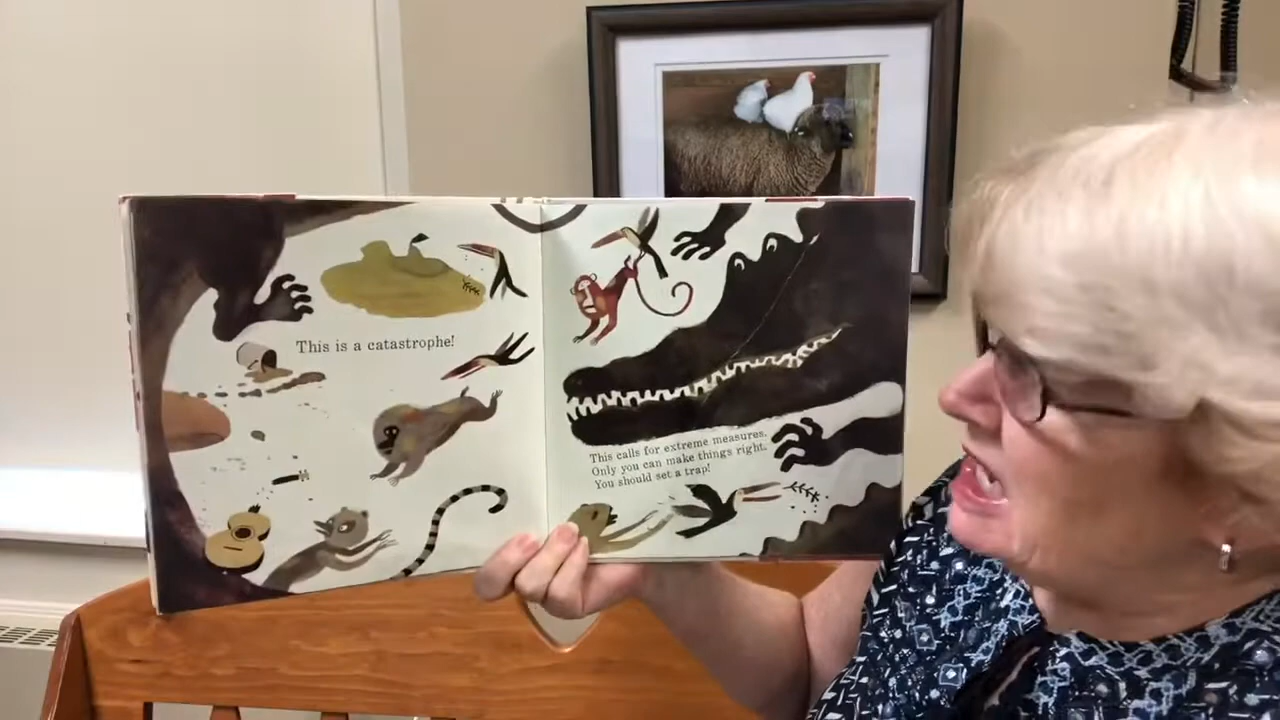 This is a catastrophe!
This calls for extreme measures.
Only you can make things right.
You should set a trap!